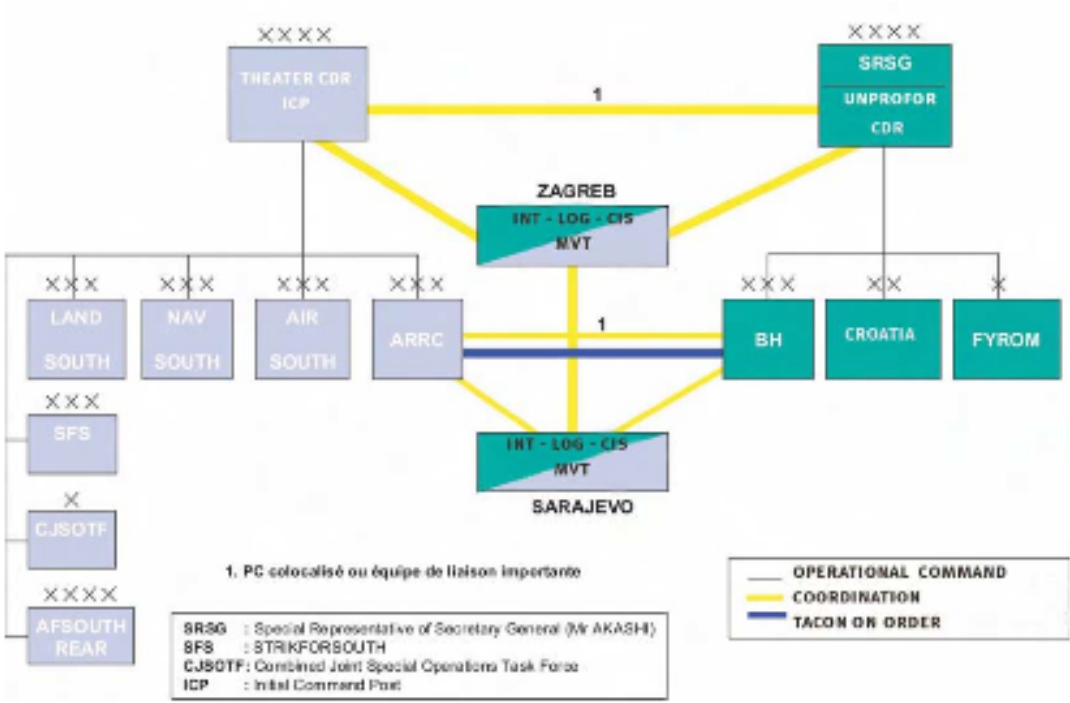 XXXX
THEATER CDR
ICP
XXXX
SRSG
UNPROFOR
CDR
1
ZAGREB
INT - LOG - CIS
MVT
XXX
LAND
SOUTH
XXX
NAV
SOUTH
XXX
AIR
SOUTH
XXX
ARRC
1
XXX
BH
XX
CROATIA
X
FYROM
XXX
SFS
INT - LOG - CIS
MVT
SARAJEVO
X
CJSOTF
XXXX
AFSOUTH
REAR
1. PC colocalisé ou équipe de liaison importante
OPERATIONAL COMMAND
COORDINATION
TACON ON ORDER
SRSG : Special Representative of Secretary General (Mr AKASHI)
SFS : STRIKFORSOUTH
CJSOTF : Combined Joint Special Operations Task Force
ICP : Initial Command Post